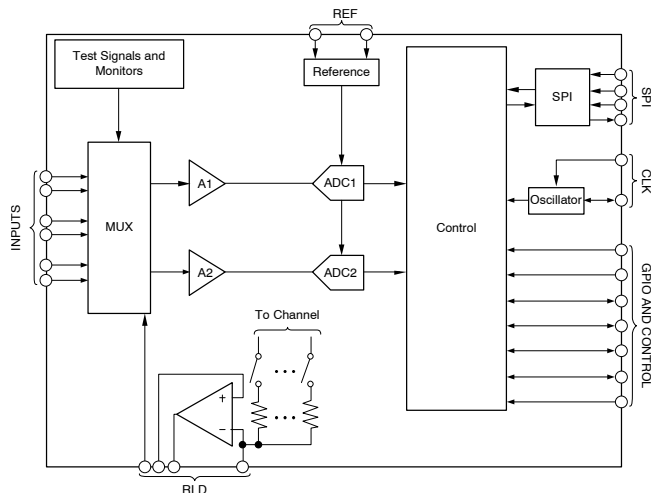 REF
Test Signals and
Monitors
Reference
SPI
SPI
CLK
Oscillator
INPUTS
MUX
A1
ADC1
Control
A2
ADC2
GPIO AND CONTROL
To Channel
+
−
RLD